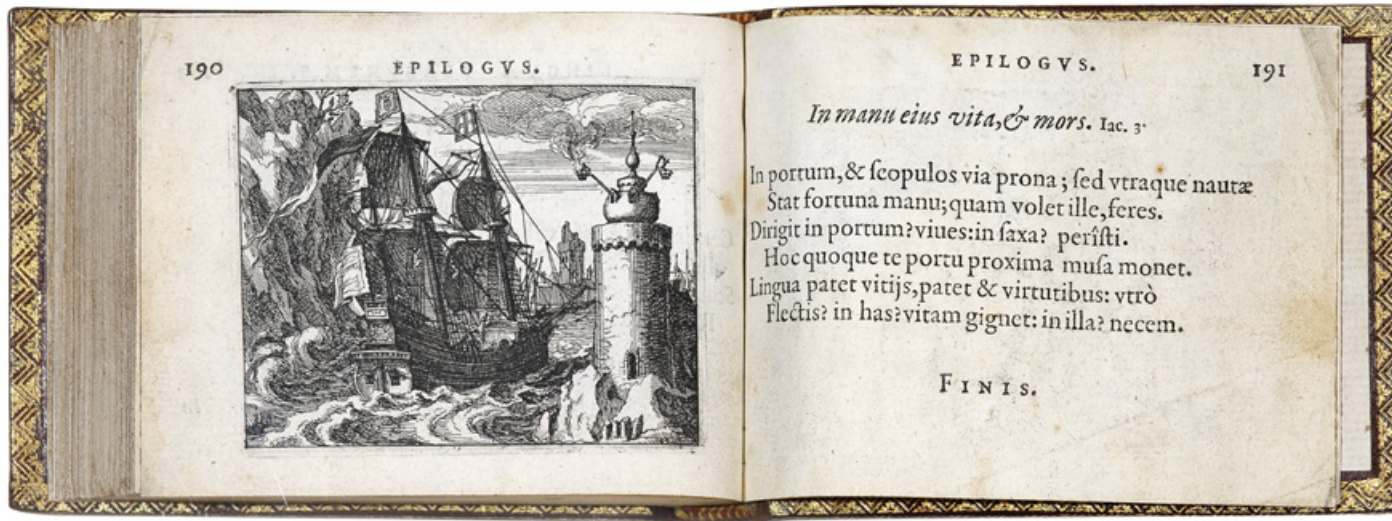 190 EPILOGVS.
EPILOGVS. 191
In manu eius vita, & mors. Iac. 3.
In portum, & ſcopulos via prona; ſed vtraque nautæ
Stat fortuna manu; quam volet ille, feres.
Dirigit in portum? viues: in ſaxa? perîſti.
Hoc quoque te portu proxima muſa monet.
Lingua patet vitijs, patet & virtutibus: vtrò
Flectis? in has? vitam gignet: in illa? necem.
FINIS.